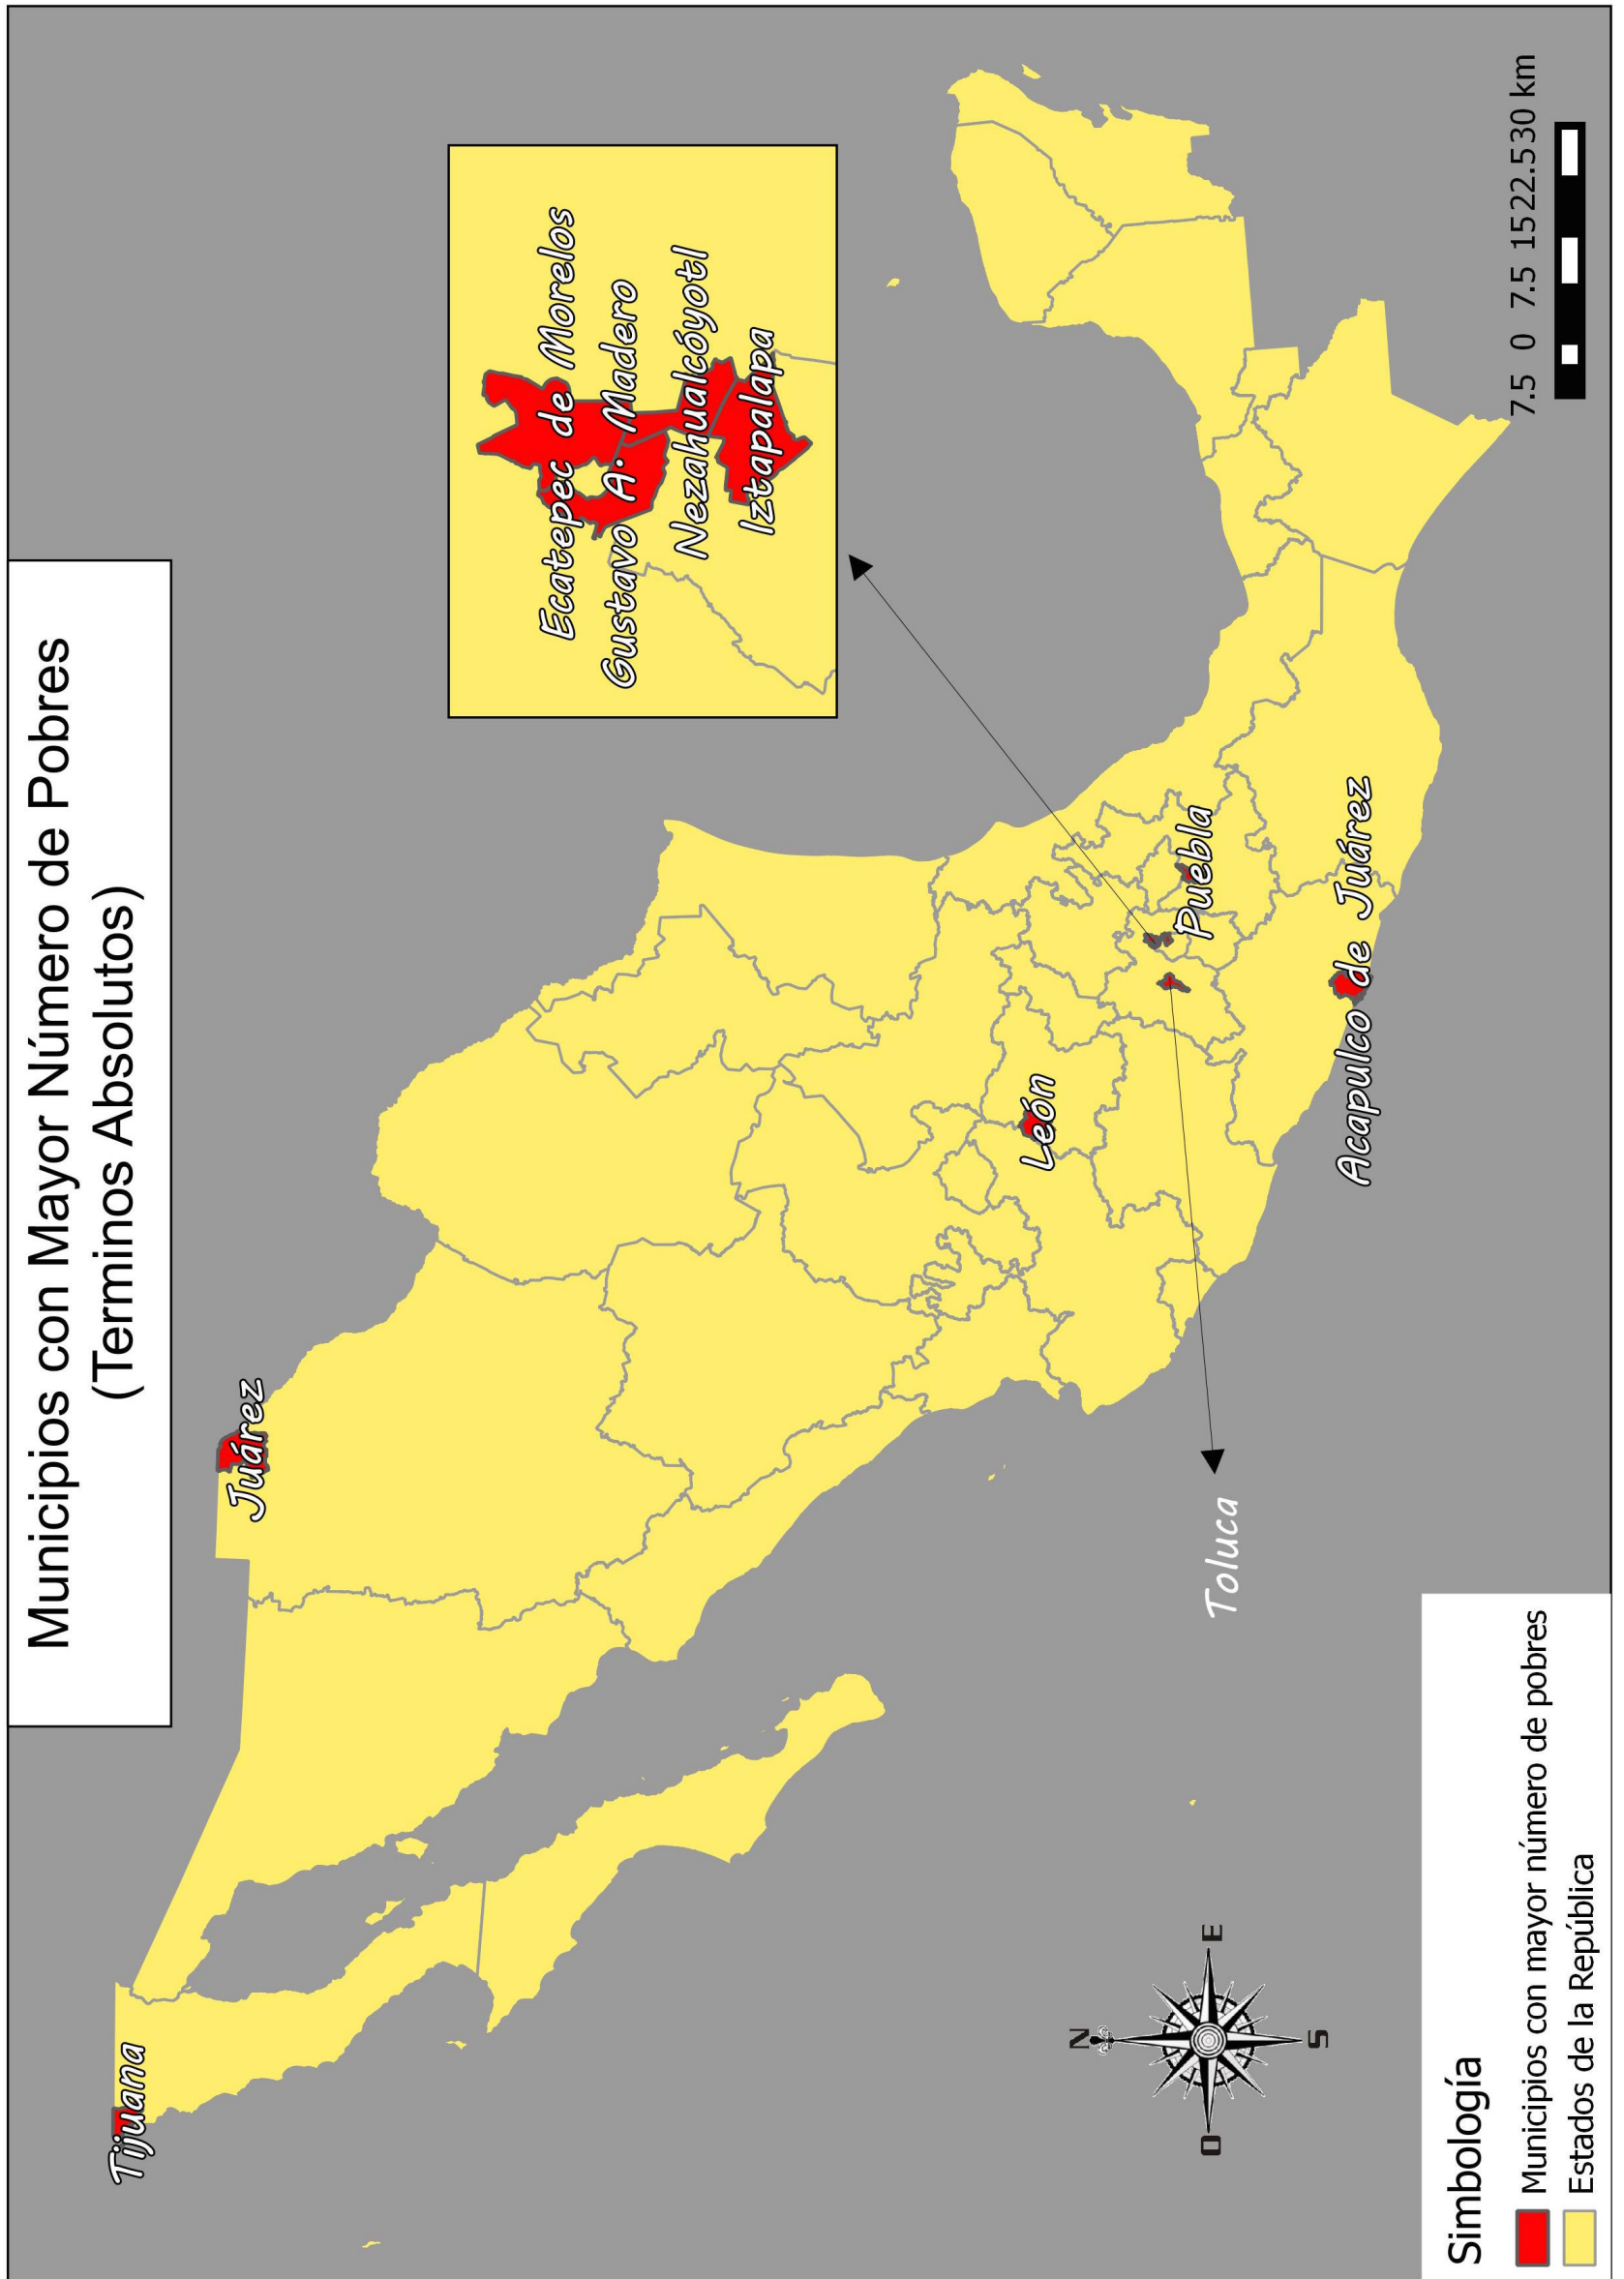 Municipios con Mayor Número de Pobres
(Terminos Absolutos)
Tijuana
Juárez
Ecatepec de Morelos
Gustavo A. Madero
Nezahualcóyotl
Iztapalapa
León
Puebla
Toluca
Acapulco de Juárez
N
O
E
S
Simbología
Municipios con mayor número de pobres
Estados de la República
7.5 0 7.5 15 22.5 30 km